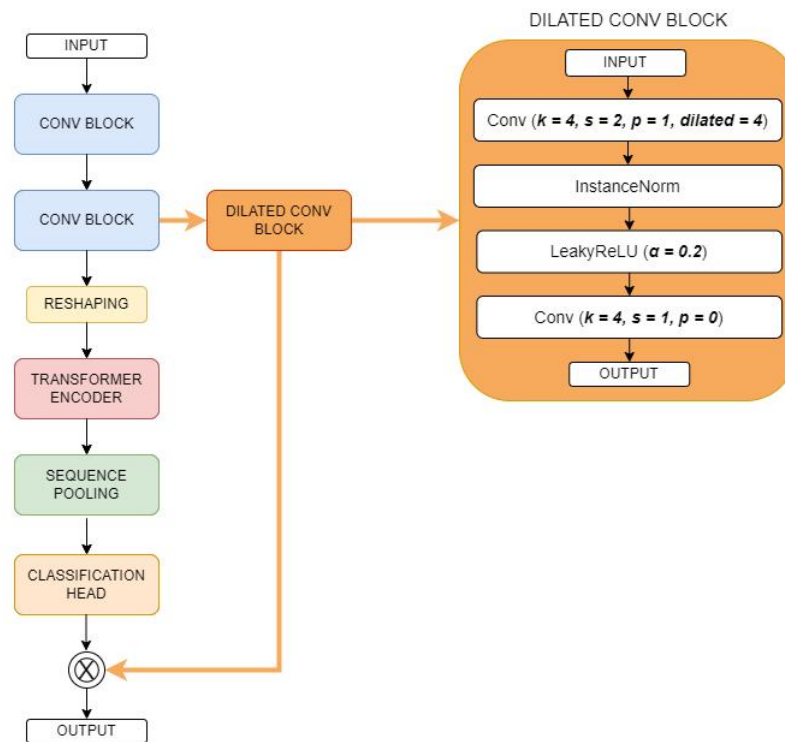 INPUT
CONV BLOCK
CONV BLOCK
RESHAPING
TRANSFORMER
ENCODER
SEQUENCE
POOLING
CLASSIFICATION
HEAD
X
OUTPUT
DILATED CONV
BLOCK
DILATED CONV BLOCK
INPUT
Conv (k = 4, s = 2, p = 1, dilated = 4)
InstanceNorm
LeakyReLU (α = 0.2)
Conv (k = 4, s = 1, p = 0)
OUTPUT